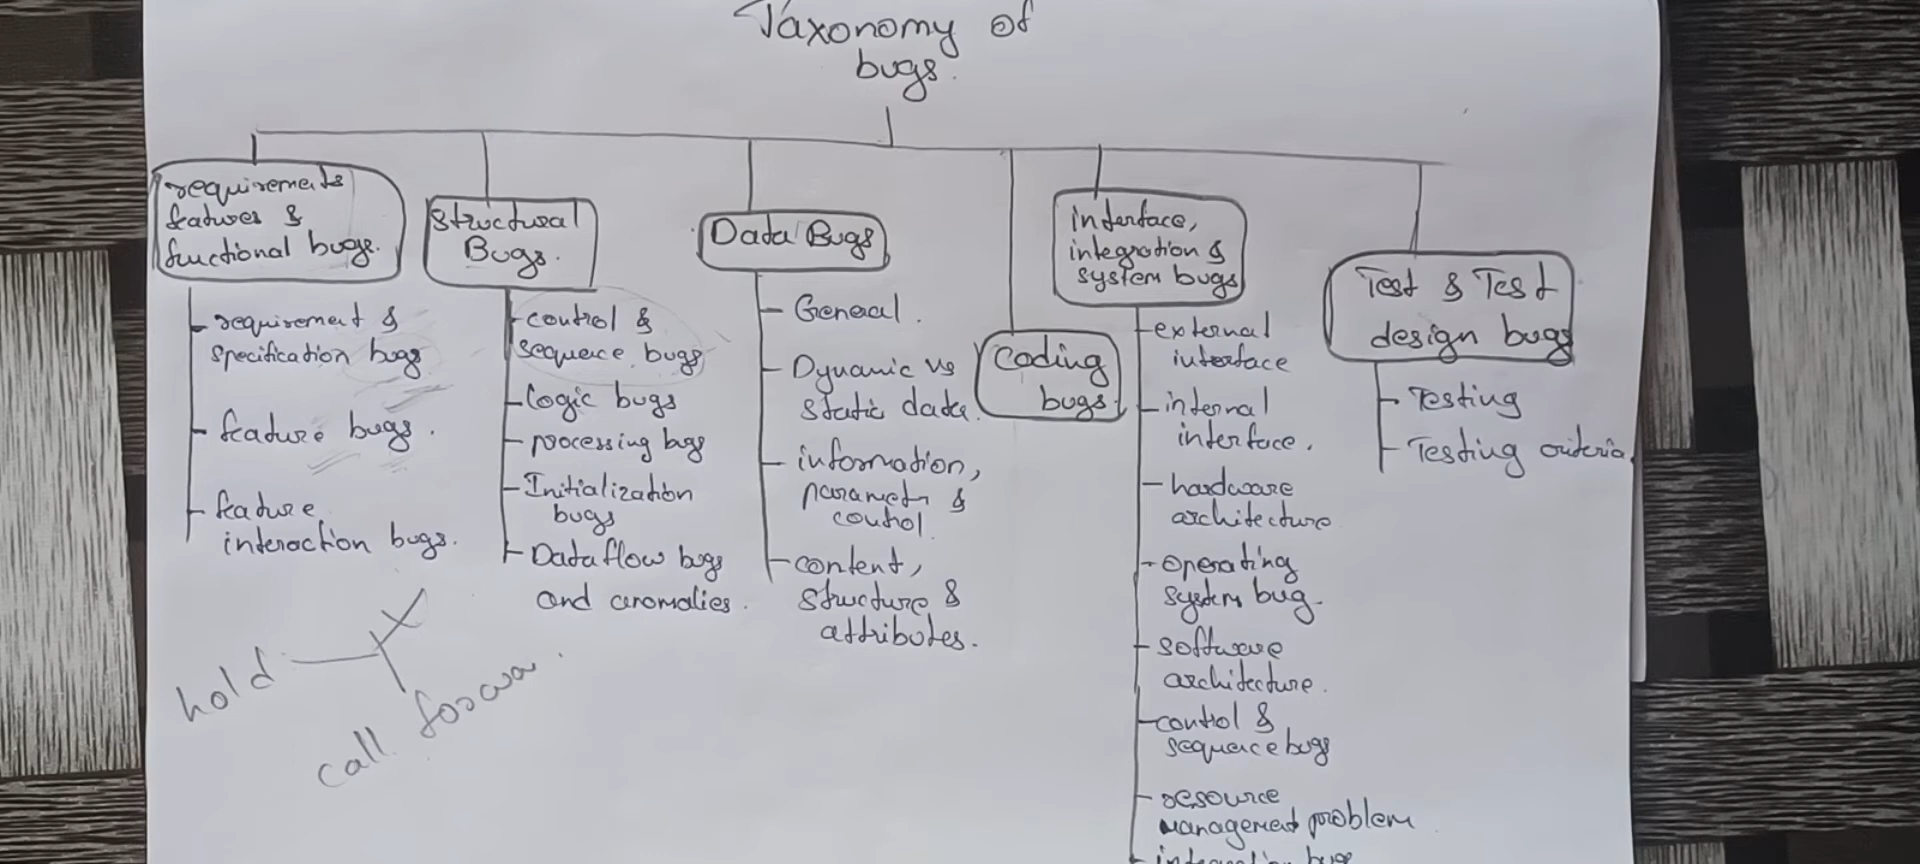 Taxonomy of
bugs.
requirements
features &
functional bugs.
requirement &
specification bugs
feature bugs.
feature
interaction bugs.
Structural
Bugs.
control &
sequence bugs
Logic bugs
processing bugs
Initialization
bugs
Dataflow bugs
and anomalies.
Data Bugs
General.
Dynamic vs
static data.
information,
parametr &
control.
content,
structure &
attributes.
Coding
bugs.
interface,
integration &
system bugs
external
interface
internal
interface.
hardware
architecture
operating
system bug.
software
architecture.
control &
sequence bugs
resource
management problem
Test & Test
design bugs
Testing
Testing criteria.
hold
call